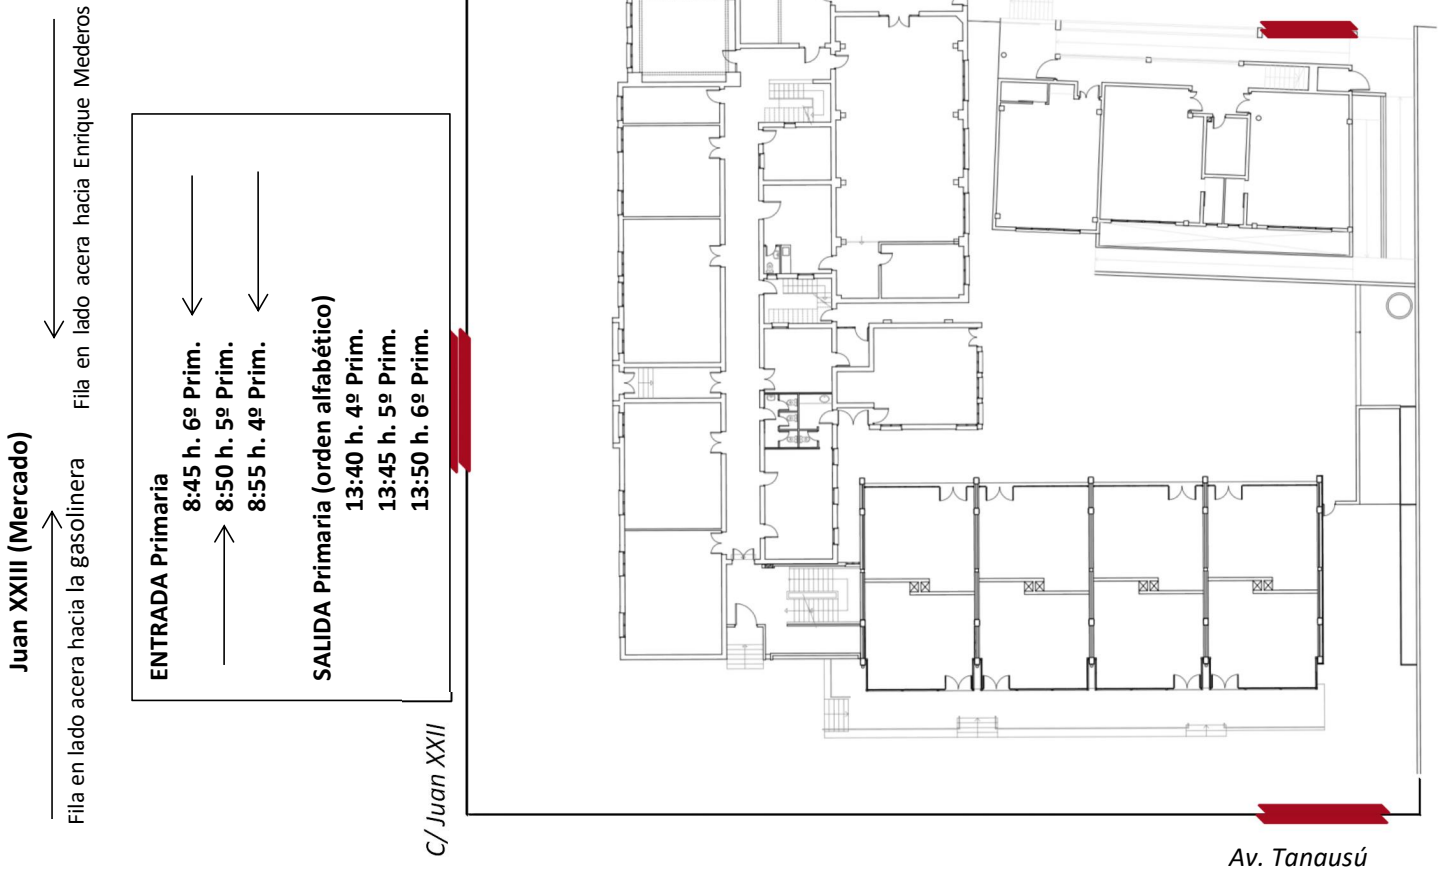 Juan XXIII (Mercado)
Fila en lado acera hacia la gasolinera
Fila en lado acera hacia Enrique Mederos
ENTRADA Primaria
8:45 h. 6º Prim.
8:50 h. 5º Prim.
8:55 h. 4º Prim.
SALIDA Primaria (orden alfabético)
13:40 h. 4º Prim.
13:45 h. 5º Prim.
13:50 h. 6º Prim.
C/ Juan XXII
Av. Tanausú